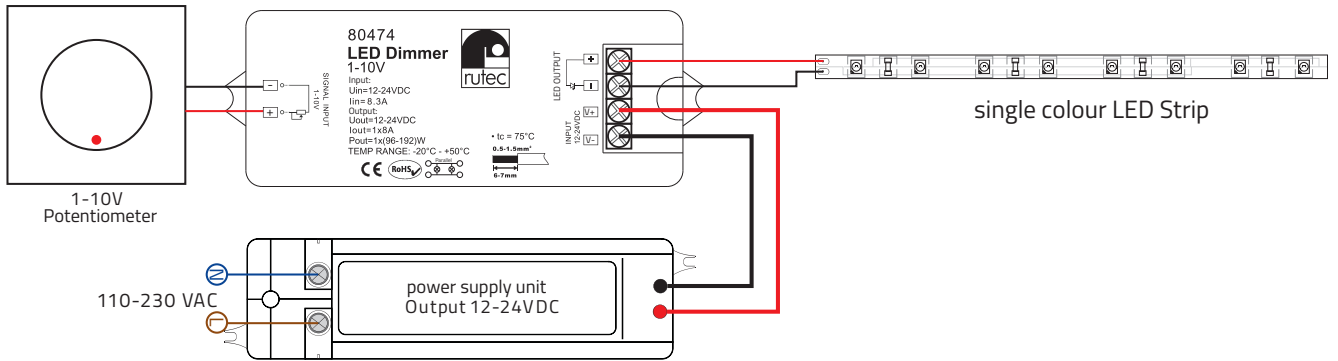 1-10V
Potentiometer
-
+
SIGNAL INPUT
1-10V
80474
LED Dimmer
1-10V
Input:
Uin=12-24VDC
Iin= 8.3A
Output:
Uout=12-24VDC
Iout=1x8A
Pout=1x(96-192)W
TEMP RANGE: -20°C - +50°C
CE RoHS
Parallel
rutec
• tc = 75°C
0.5-1.5mm²
6-7mm
LED OUTPUT
+
-
INPUT
12-24VDC
V+
V-
single colour LED Strip
N
110-230 VAC
L
power supply unit
Output 12-24VDC